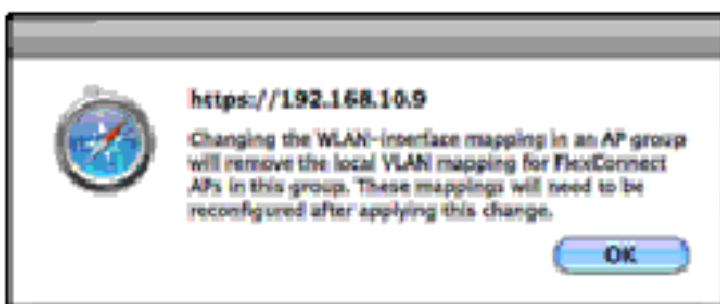 https://192.168.10.9
Changing the WLAN-interface mapping in an AP group
will remove the local VLAN mapping for FlexConnect
APs in this group. These mappings will need to be
reconfigured after applying this change.
OK